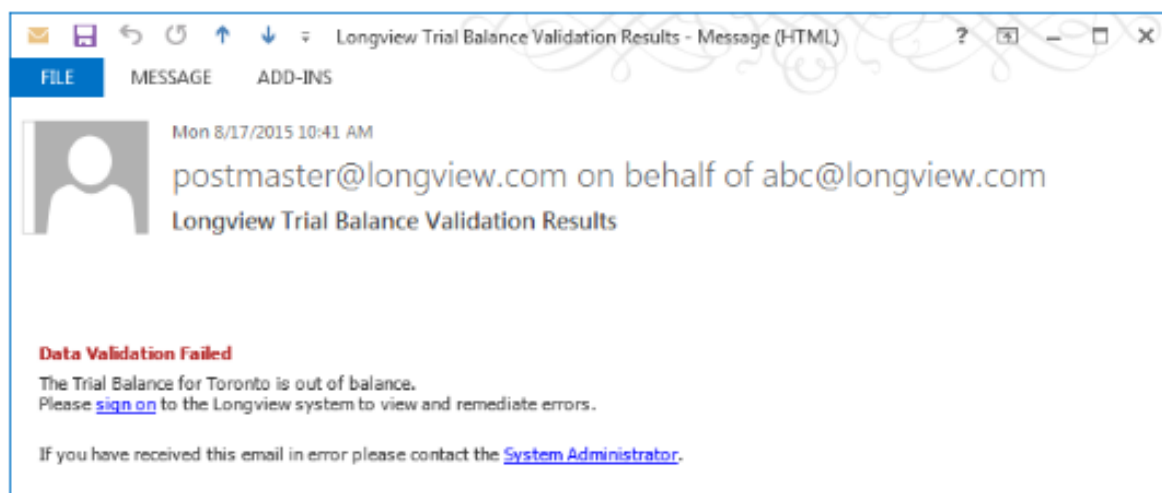 Longview Trial Balance Validation Results - Message (HTML) ?
FILE MESSAGE ADD-INS
Mon 8/17/2015 10:41 AM
postmaster@longview.com on behalf of abc@longview.com
Longview Trial Balance Validation Results
Data Validation Failed
The Trial Balance for Toronto is out of balance.
Please sign on to the Longview system to view and remediate errors.
If you have received this email in error please contact the System Administrator.